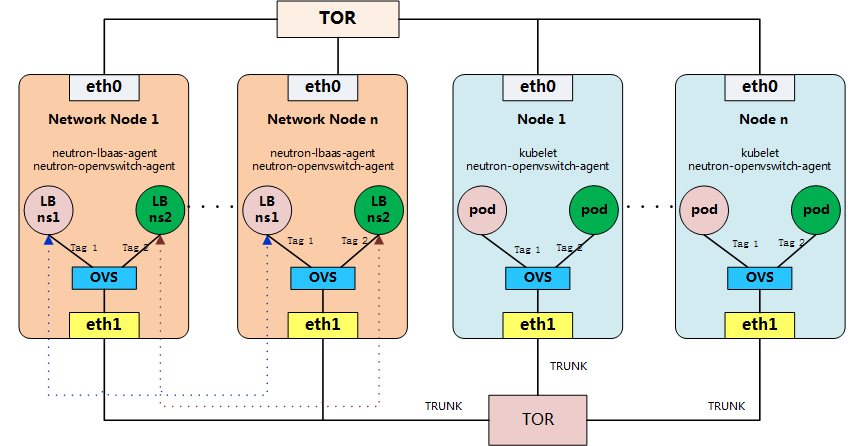 TOR
eth0
eth0
eth0
eth0
Network Node 1
Network Node n
Node 1
Node n
neutron-lbaas-agent
neutron-openvswitch-agent
neutron-lbaas-agent
neutron-openvswitch-agent
kubelet
neutron-openvswitch-agent
kubelet
neutron-openvswitch-agent
LB
ns1
LB
ns2
LB
ns1
LB
ns2
pod
pod
pod
pod
Tag 1
Tag 2
Tag 1
Tag 2
Tag 1
Tag 2
Tag 1
Tag 2
OVS
OVS
OVS
OVS
eth1
eth1
eth1
eth1
TRUNK
TRUNK
TRUNK
TOR